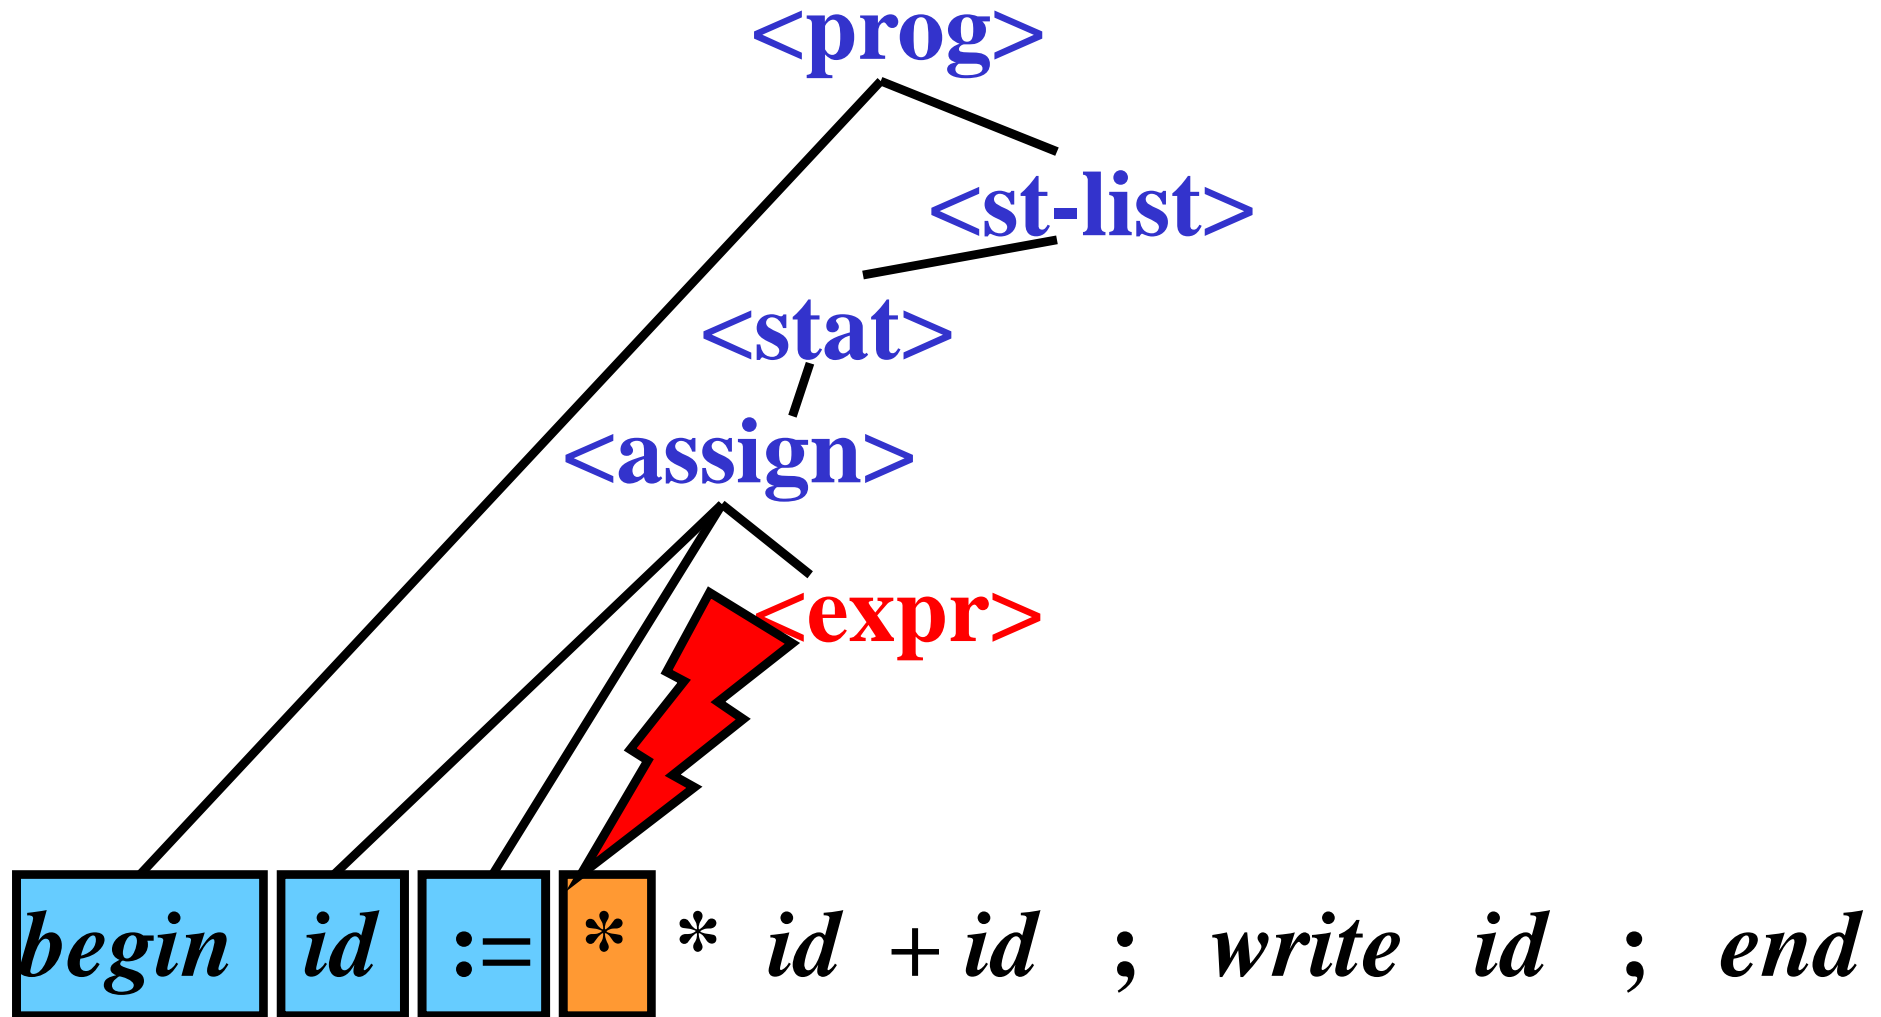 <prog>
<st-list>
<stat>
<assign>
<expr>
begin id := * * id + id ; write id ; end